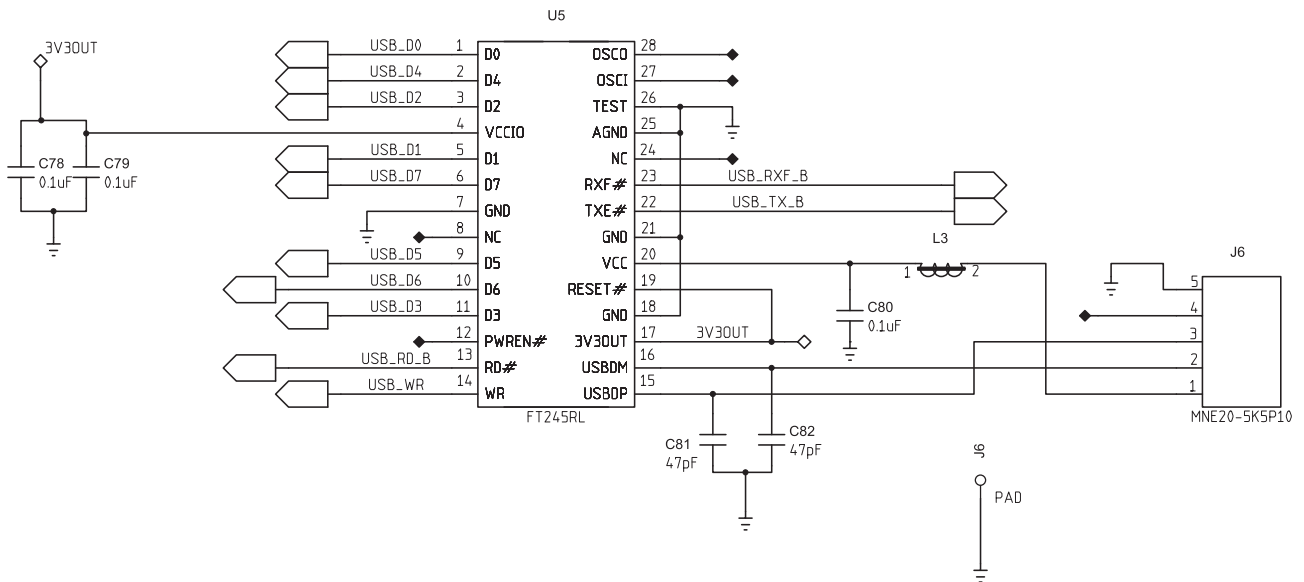 U5
3V3OUT
C78
0.1uF
C79
0.1uF
USB_D0 1 D0
USB_D4 2 D4
USB_D2 3 D2
4 VCCIO
USB_D1 5 D1
USB_D7 6 D7
7 GND
8 NC
USB_D5 9 D5
USB_D6 10 D6
USB_D3 11 D3
12 PWREN#
USB_RD_B 13 RD#
USB_WR 14 WR
OSCO 28
OSCI 27
TEST 26
AGND 25
NC 24
RXF# 23 USB_RXF_B
TXE# 22 USB_TX_B
GND 21
VCC 20
RESET# 19
GND 18
3V3OUT 17 3V3OUT
USBDM 16
USBDP 15
FT245RL
L3
1 2
C80
0.1uF
C81
47pF
C82
47pF
J6
5
4
3
2
1
MNE20-5K5P10
J6
PAD